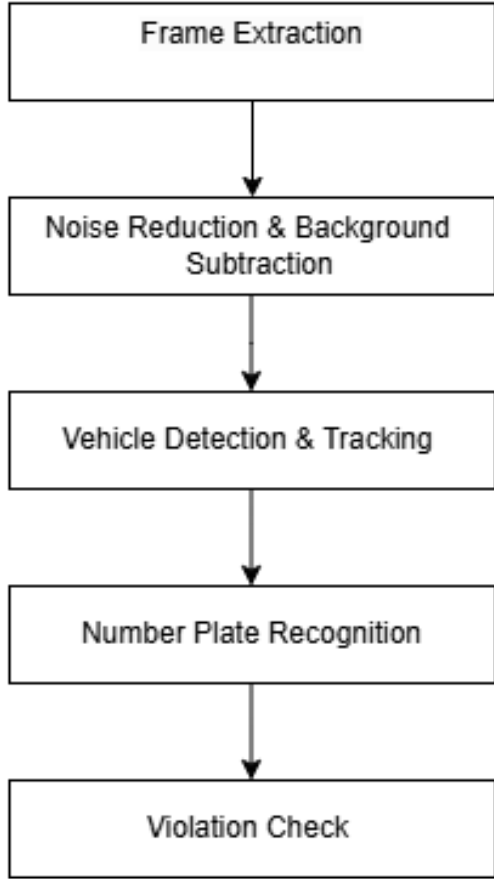 Frame Extraction
Noise Reduction & Background
Subtraction
Vehicle Detection & Tracking
Number Plate Recognition
Violation Check